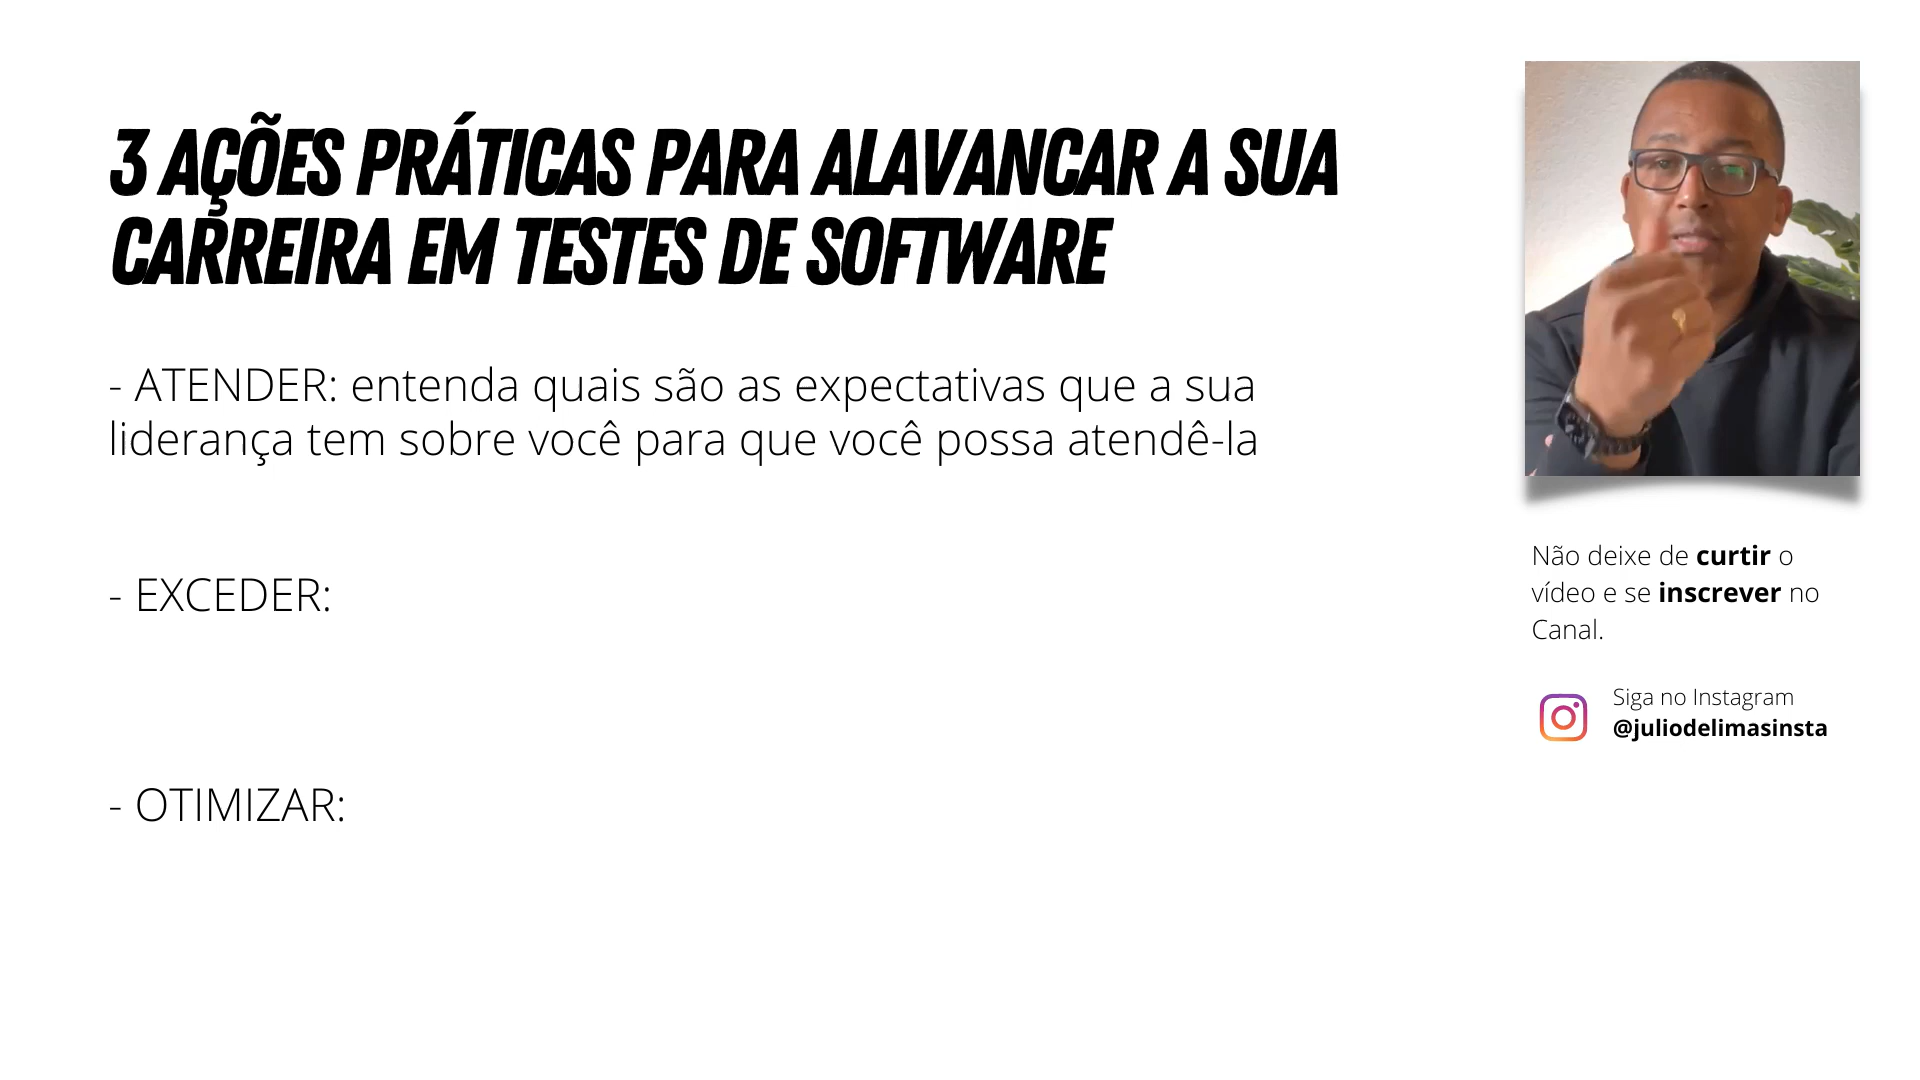 3 AÇÕES PRÁTICAS PARA ALAVANCAR A SUA
CARREIRA EM TESTES DE SOFTWARE
- ATENDER: entenda quais são as expectativas que a sua
liderança tem sobre você para que você possa atendê-la
- EXCEDER:
- OTIMIZAR:
Não deixe de curtir o
vídeo e se inscrever no
Canal.
Siga no Instagram
@juliodelimasinsta